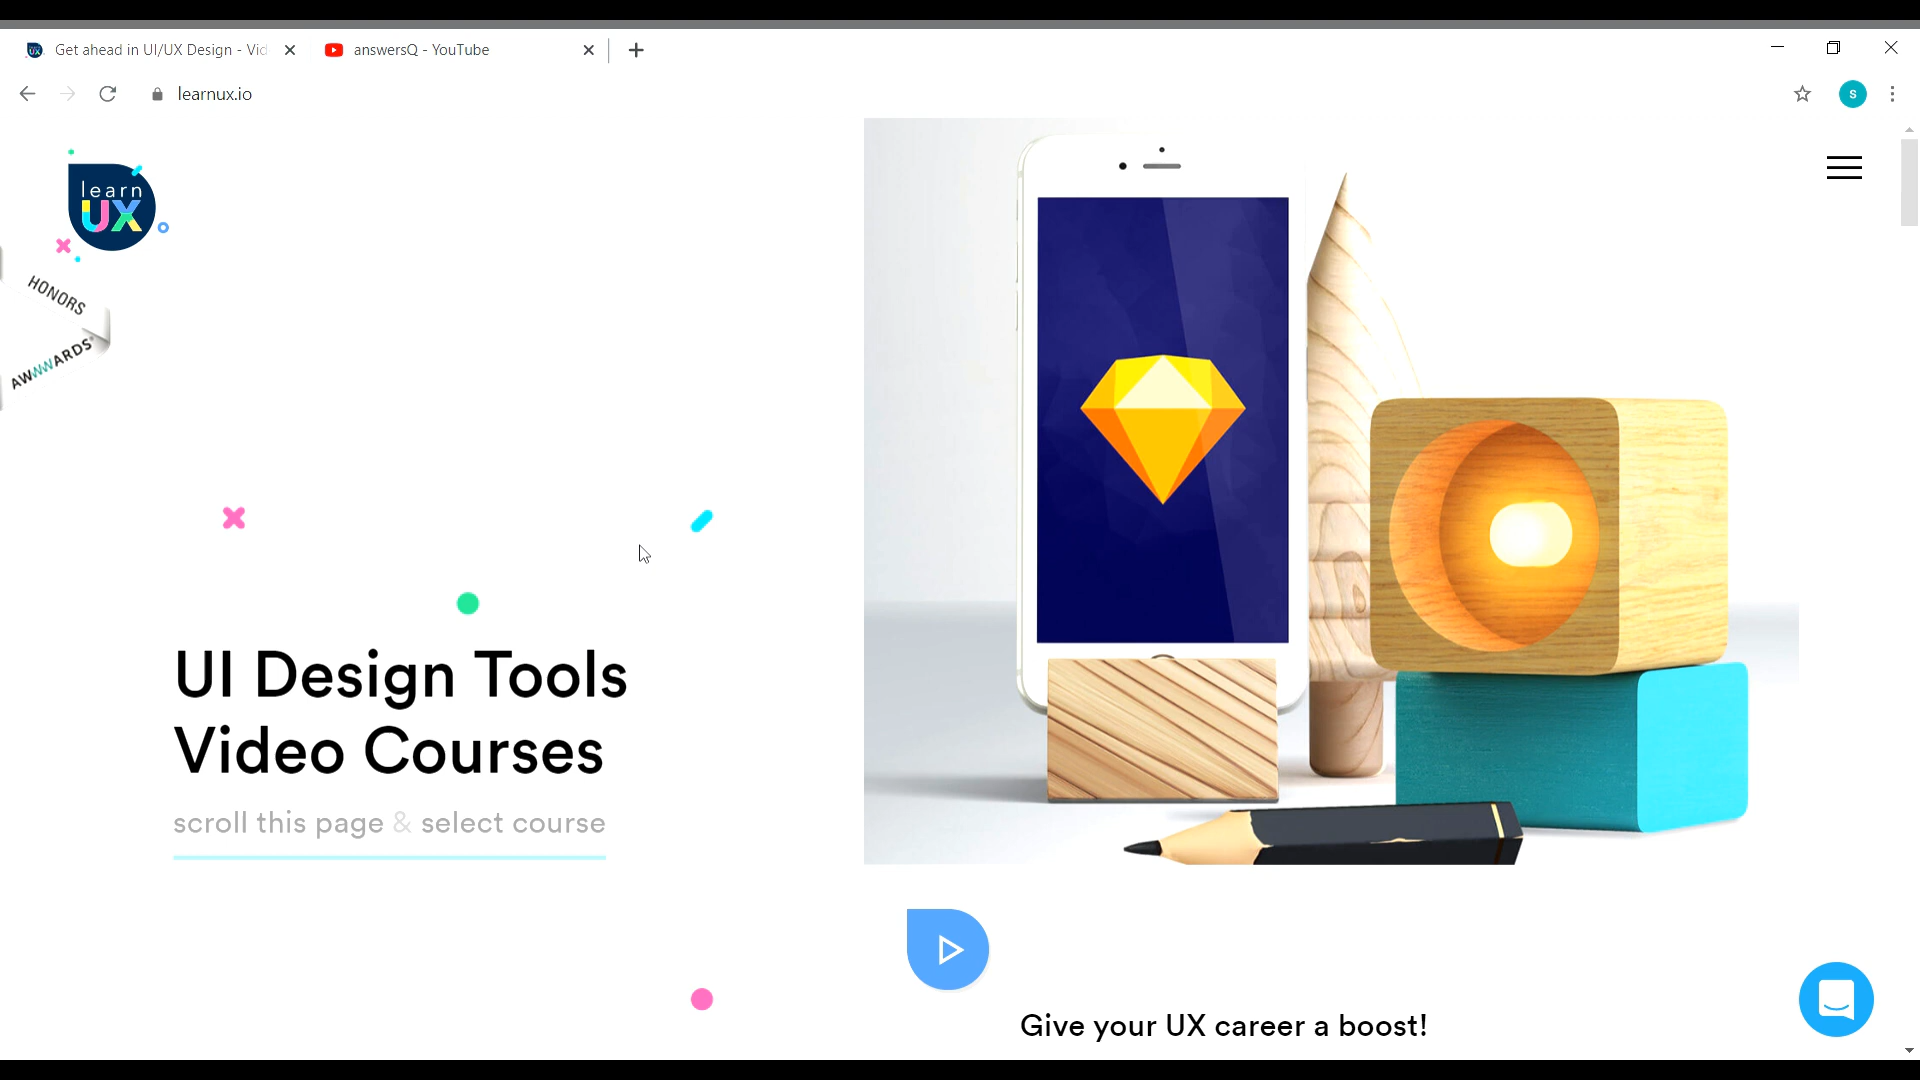 Get ahead in UI/UX Design - Vid
answersQ - YouTube
learnux.io
S
learn
UX
HONORS
AWWWARDS
UI Design Tools
Video Courses
scroll this page & select course
Give your UX career a boost!